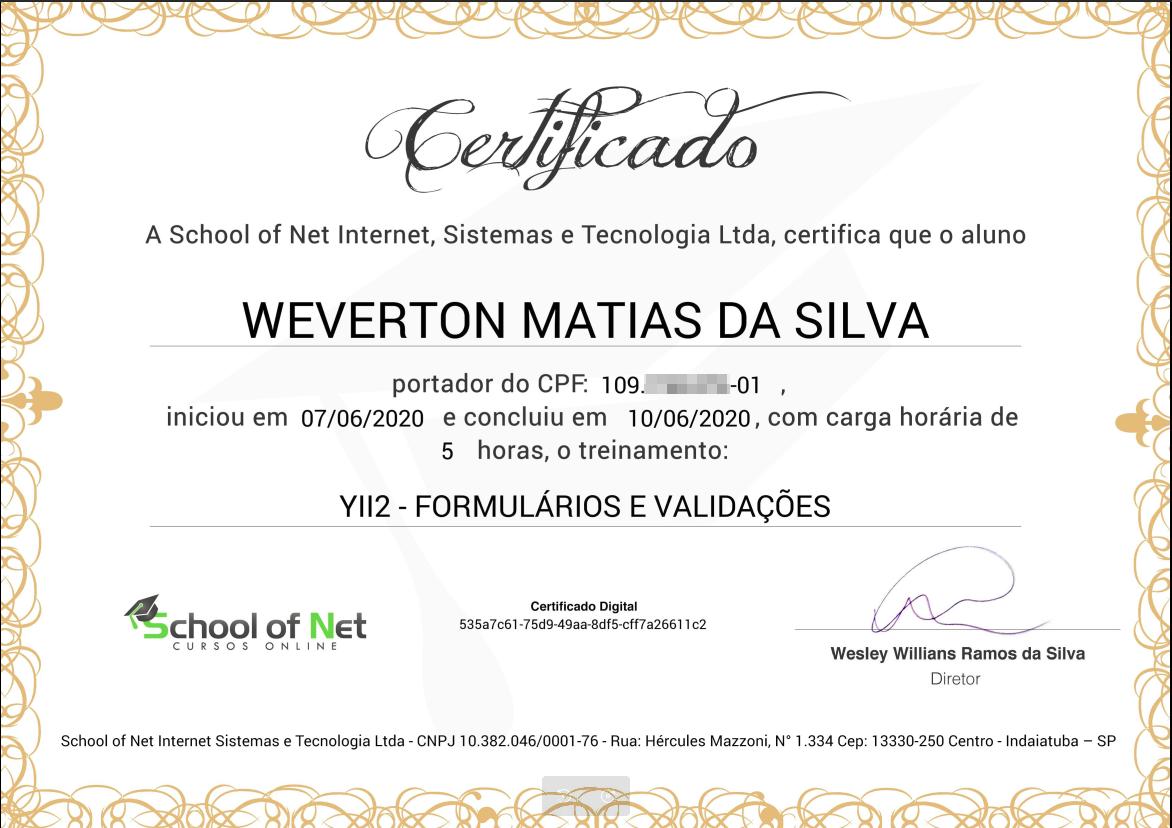 Certificado
A School of Net Internet, Sistemas e Tecnologia Ltda, certifica que o aluno
WEVERTON MATIAS DA SILVA
portador do CPF: 109. -01 ,
iniciou em 07/06/2020 e concluiu em 10/06/2020, com carga horária de
5 horas, o treinamento:
YII2 - FORMULÁRIOS E VALIDAÇÕES
School of Net
CURSOS ONLINE
Certificado Digital
535a7c61-75d9-49aa-8df5-cff7a26611c2
Wesley Willians Ramos da Silva
Diretor
School of Net Internet Sistemas e Tecnologia Ltda - CNPJ 10.382.046/0001-76 - Rua: Hércules Mazzoni, N° 1.334 Cep: 13330-250 Centro - Indaiatuba – SP